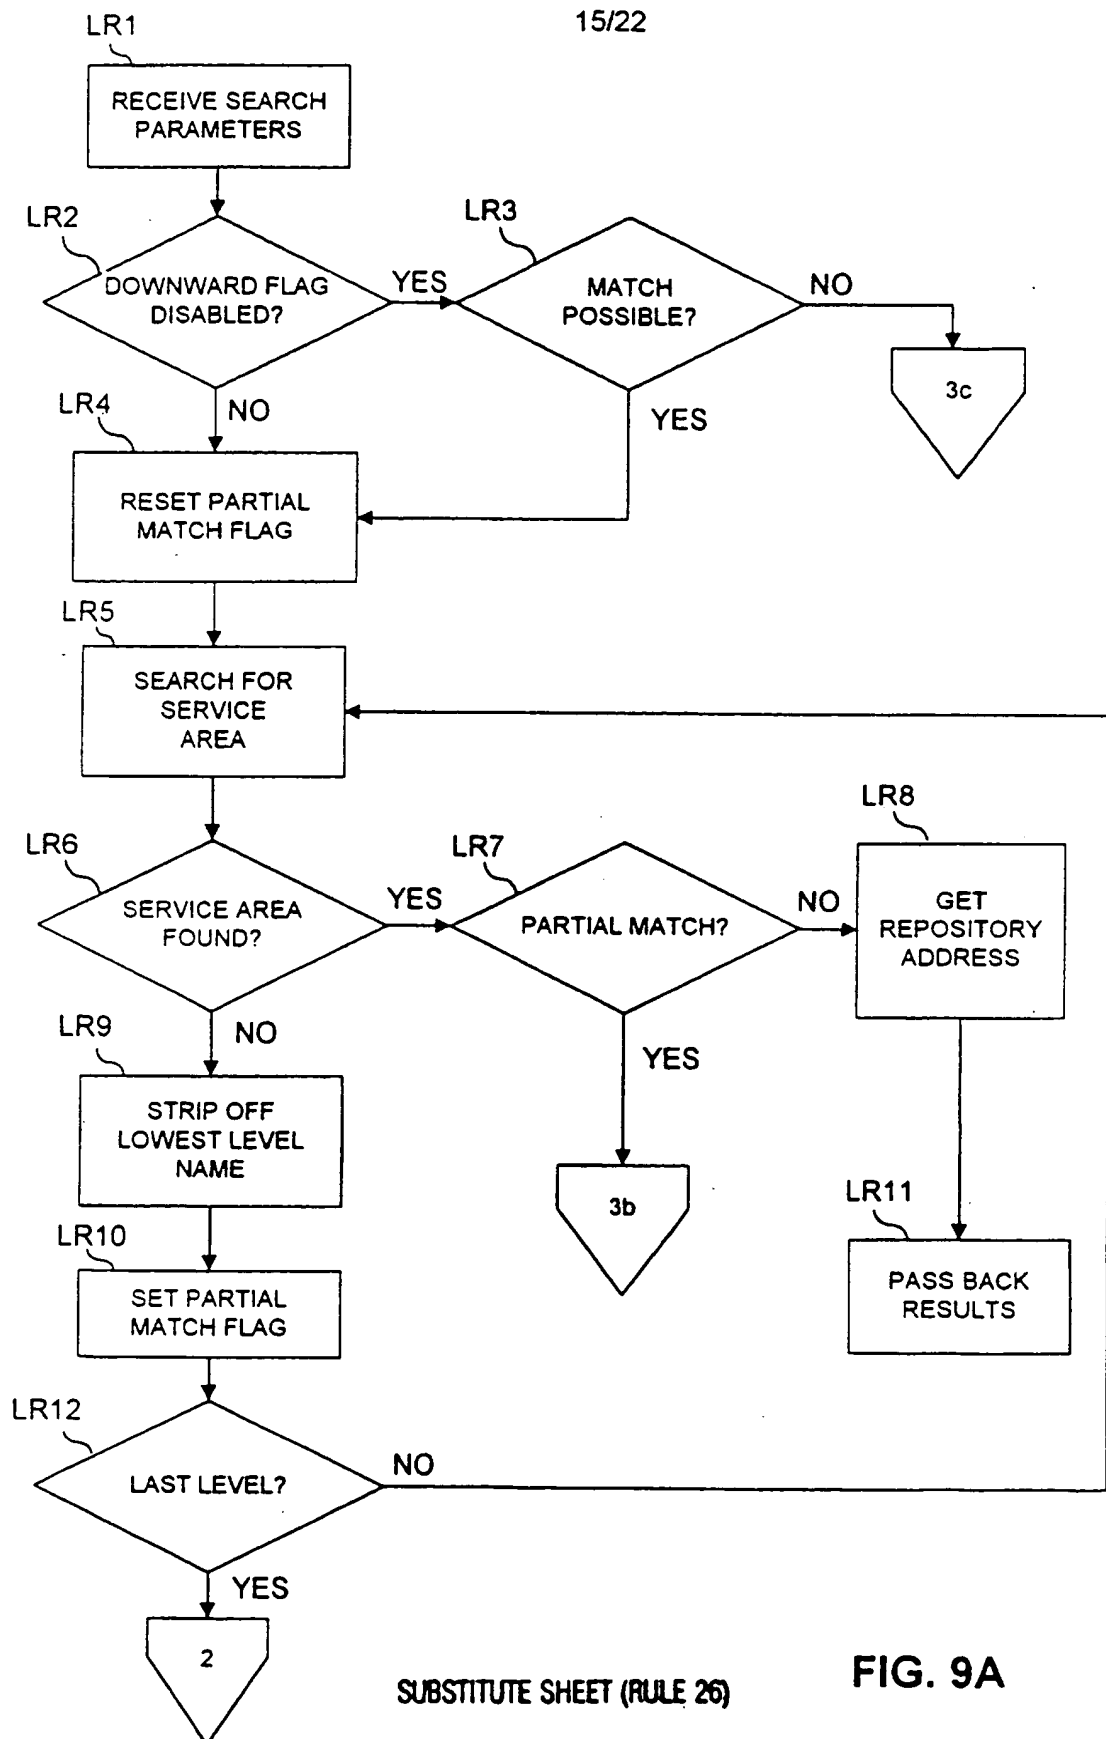 15/22
LR1
RECEIVE SEARCH
PARAMETERS
LR2
DOWNWARD FLAG
DISABLED?
YES
LR3
MATCH
POSSIBLE?
NO
3c
YES
NO
LR4
RESET PARTIAL
MATCH FLAG
LR5
SEARCH FOR
SERVICE
AREA
LR6
SERVICE AREA
FOUND?
YES
LR7
PARTIAL MATCH?
NO
LR8
GET
REPOSITORY
ADDRESS
NO
YES
LR9
STRIP OFF
LOWEST LEVEL
NAME
3b
LR11
PASS BACK
RESULTS
LR10
SET PARTIAL
MATCH FLAG
LR12
LAST LEVEL?
NO
YES
2
SUBSTITUTE SHEET (RULE 26)
FIG. 9A